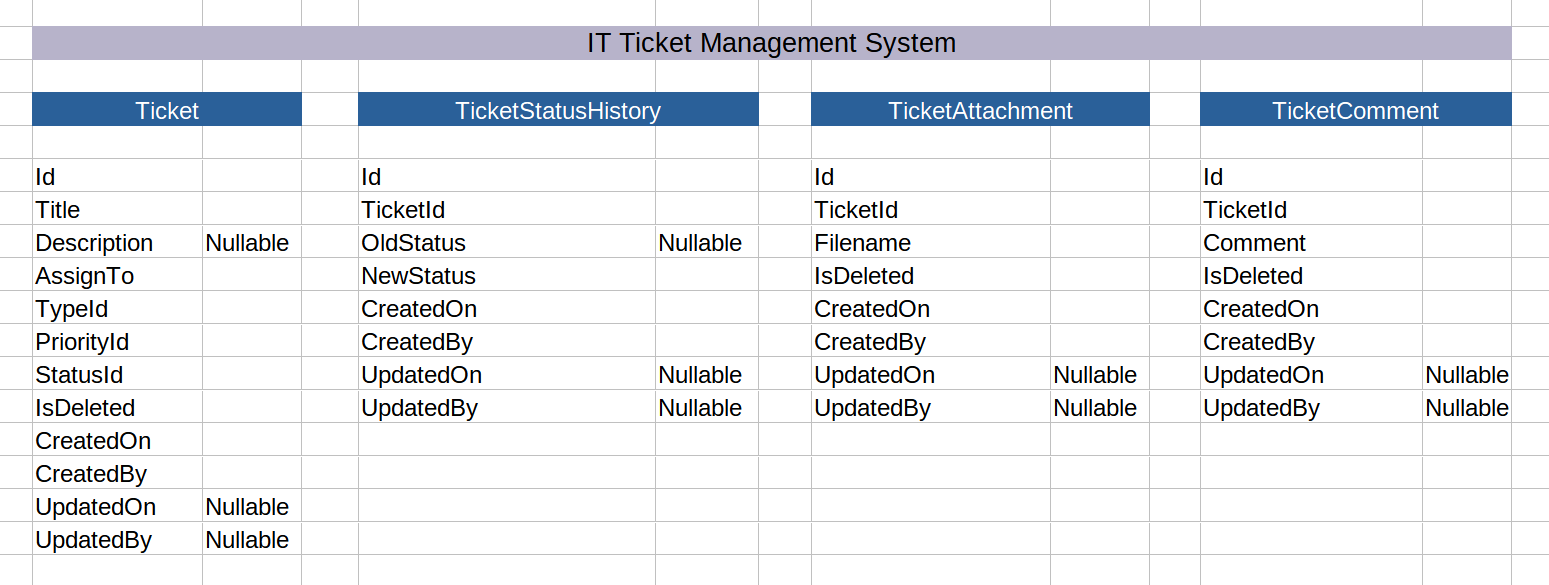 IT Ticket Management System
Ticket TicketStatusHistory TicketAttachment TicketComment
Id Id Id Id
Title TicketId TicketId TicketId
Description Nullable OldStatus Nullable Filename Comment
AssignTo NewStatus IsDeleted IsDeleted
TypeId CreatedOn CreatedOn CreatedOn
PriorityId CreatedBy CreatedBy CreatedBy
StatusId UpdatedOn Nullable UpdatedOn Nullable UpdatedOn Nullable
IsDeleted UpdatedBy Nullable UpdatedBy Nullable UpdatedBy Nullable
CreatedOn
CreatedBy
UpdatedOn Nullable
UpdatedBy Nullable